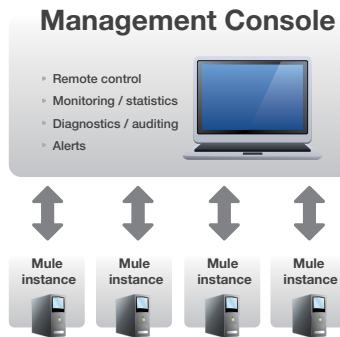 Management Console
Remote control
Monitoring / statistics
Diagnostics / auditing
Alerts
Mule instance
Mule instance
Mule instance
Mule instance